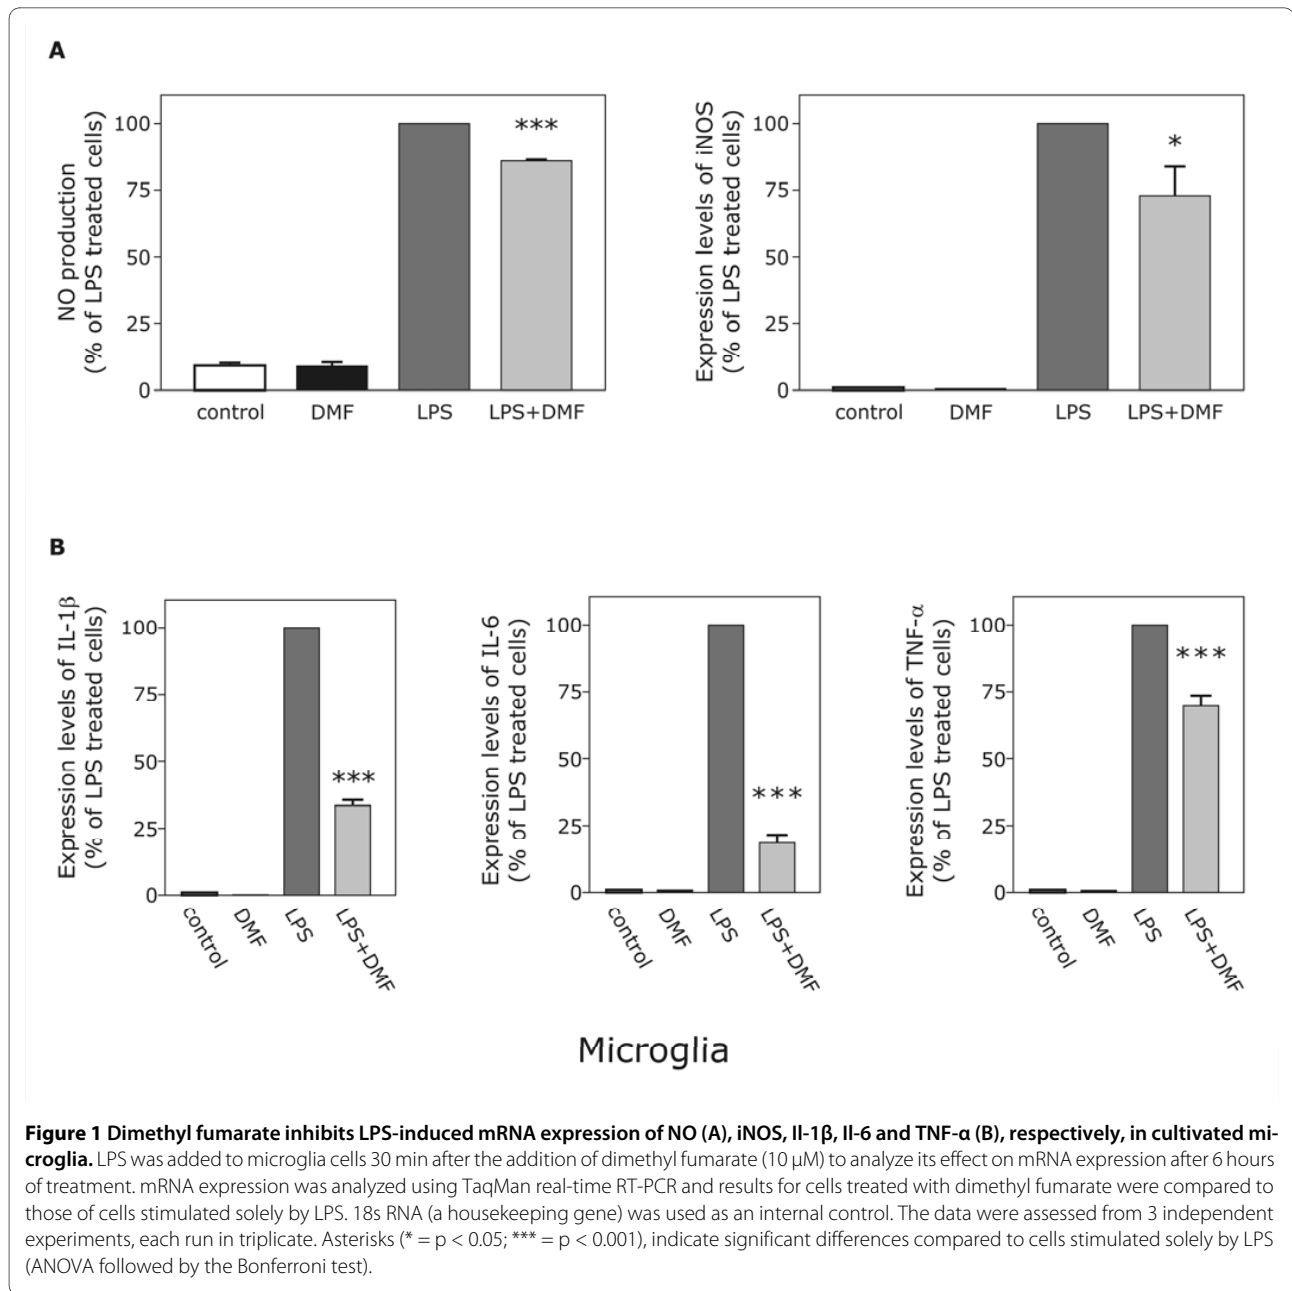 A
NO production
(% of LPS treated cells)
100
75
50
25
0
***
control DMF LPS LPS+DMF
Expression levels of iNOS
(% of LPS treated cells)
100
75
50
25
0
*
control DMF LPS LPS+DMF
B
Expression levels of IL-1β
(% of LPS treated cells)
100
75
50
25
0
***
control DMF LPS LPS+DMF
Expression levels of IL-6
(% of LPS treated cells)
100
75
50
25
0
***
control DMF LPS LPS+DMF
Expression levels of TNF-α
(% of LPS treated cells)
100
75
50
25
0
***
control DMF LPS LPS+DMF
Microglia
Figure 1 Dimethyl fumarate inhibits LPS-induced mRNA expression of NO (A), iNOS, Il-1β, Il-6 and TNF-α (B), respectively, in cultivated mi-
croglia. LPS was added to microglia cells 30 min after the addition of dimethyl fumarate (10 μM) to analyze its effect on mRNA expression after 6 hours
of treatment. mRNA expression was analyzed using TaqMan real-time RT-PCR and results for cells treated with dimethyl fumarate were compared to
those of cells stimulated solely by LPS. 18s RNA (a housekeeping gene) was used as an internal control. The data were assessed from 3 independent
experiments, each run in triplicate. Asterisks (* = p < 0.05; *** = p < 0.001), indicate significant differences compared to cells stimulated solely by LPS
(ANOVA followed by the Bonferroni test).